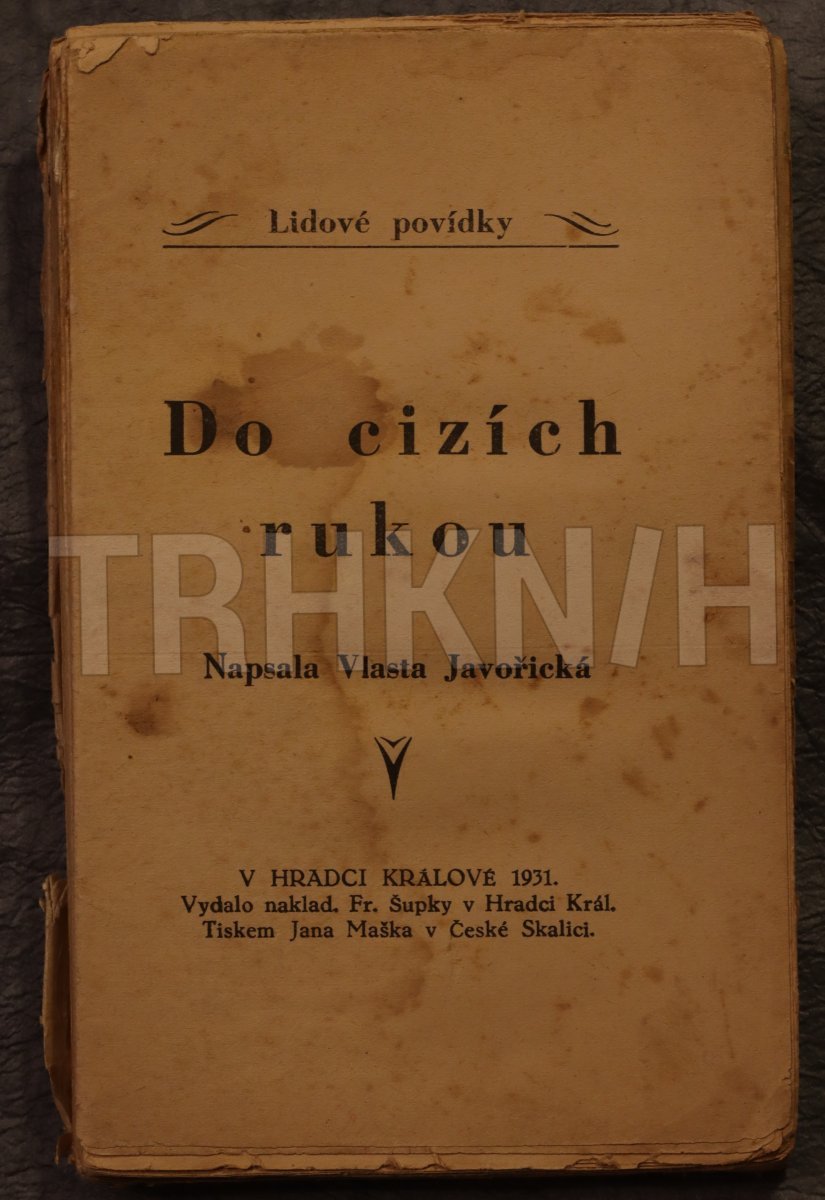 Lidové povídky
Do cizích
rukou
TRHKNIH
Napsala Vlasta Javořická
V HRADCI KRÁLOVÉ 1931.
Vydalo naklad. Fr. Šupky v Hradci Král.
Tiskem Jana Maška v České Skalici.